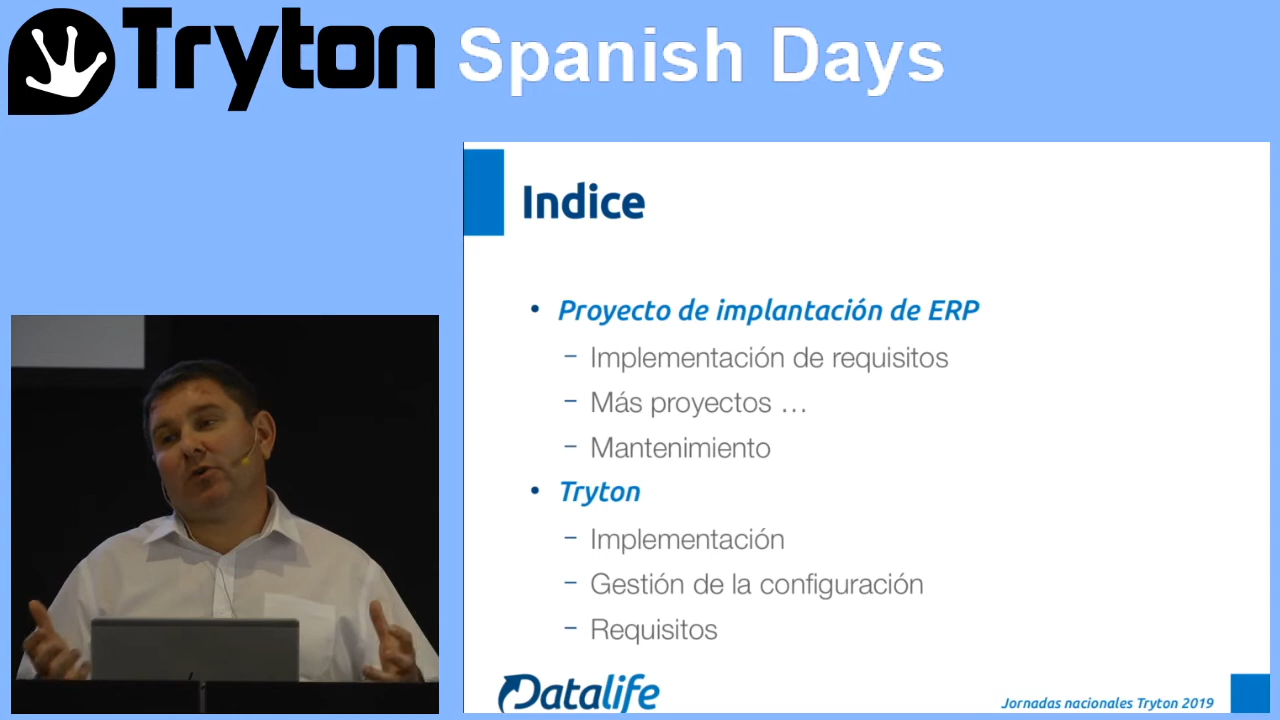 Tryton Spanish Days
Indice
• Proyecto de implantación de ERP
– Implementación de requisitos
– Más proyectos …
– Mantenimiento
• Tryton
– Implementación
– Gestión de la configuración
– Requisitos
Datalife
Jornadas nacionales Tryton 2019